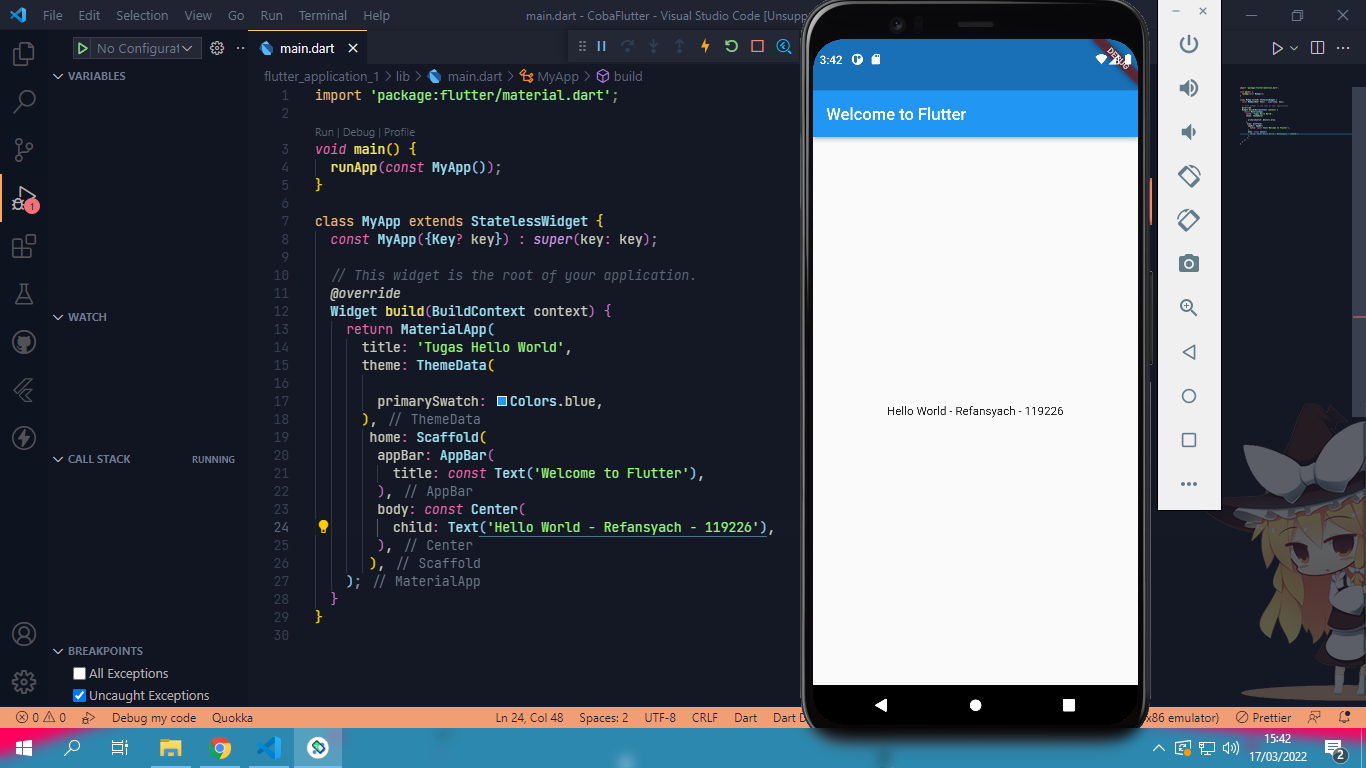 File Edit Selection View Go Run Terminal Help
main.dart - CobaFlutter - Visual Studio Code [Unsupp
No Configurat
main.dart
VARIABLES
flutter_application_1 > lib > main.dart > MyApp > build
1 import 'package:flutter/material.dart';
2
Run | Debug | Profile
3 void main() {
4 runApp(const MyApp());
5 }
6
7 class MyApp extends StatelessWidget {
8 const MyApp({Key? key}) : super(key: key);
9
10 // This widget is the root of your application.
11 @override
12 Widget build(BuildContext context) {
13 return MaterialApp(
14 title: 'Tugas Hello World',
15 theme: ThemeData(
16
17 primarySwatch: Colors.blue,
18 ), // ThemeData
19 home: Scaffold(
20 appBar: AppBar(
21 title: const Text('Welcome to Flutter'),
22 ), // AppBar
23 body: const Center(
24 child: Text('Hello World - Refansyach - 119226'),
25 ), // Center
26 ), // Scaffold
27 ); // MaterialApp
28 }
29 }
30
WATCH
CALL STACK RUNNING
BREAKPOINTS
All Exceptions
Uncaught Exceptions
1
3:42
DEBUG
Welcome to Flutter
Hello World - Refansyach - 119226
0 0 Debug my code Quokka
Ln 24, Col 48 Spaces: 2 UTF-8 CRLF Dart Dart D
x86 emulator) Prettier
15:42
17/03/2022
2